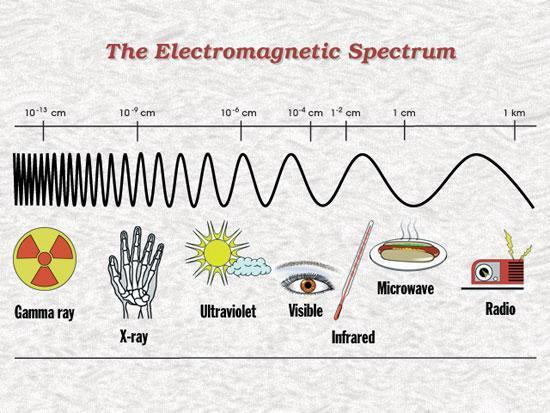 The Electromagnetic Spectrum
10-13 cm 10-9 cm 10-6 cm 10-4 cm 1-2 cm 1 cm 1 km
Gamma ray
X-ray
Ultraviolet
Visible
Infrared
Microwave
Radio